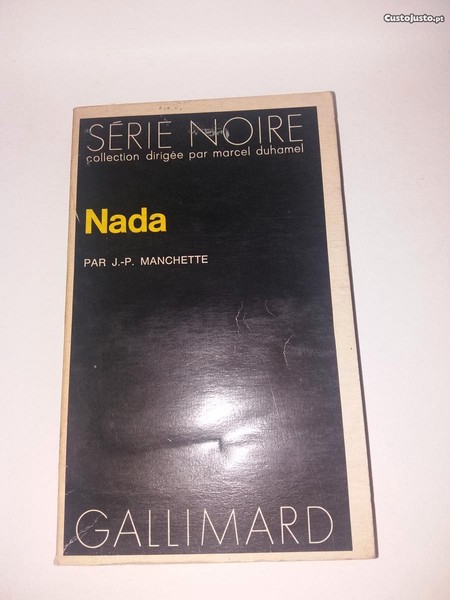 CustoJusto.pt
SÉRIE NOIRE
collection dirigée par marcel duhamel
Nada
PAR J.-P. MANCHETTE
GALLIMARD